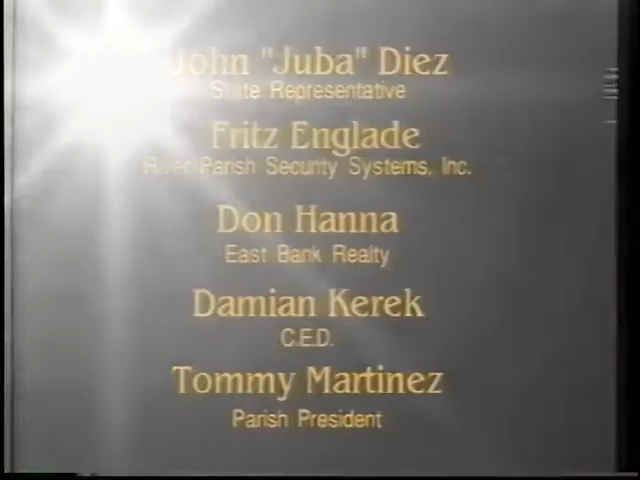 John "Juba" Diez
State Representative
Fritz Englade
River Parish Security Systems, Inc.
Don Hanna
East Bank Realty
Damian Kerek
C.E.D.
Tommy Martinez
Parish President